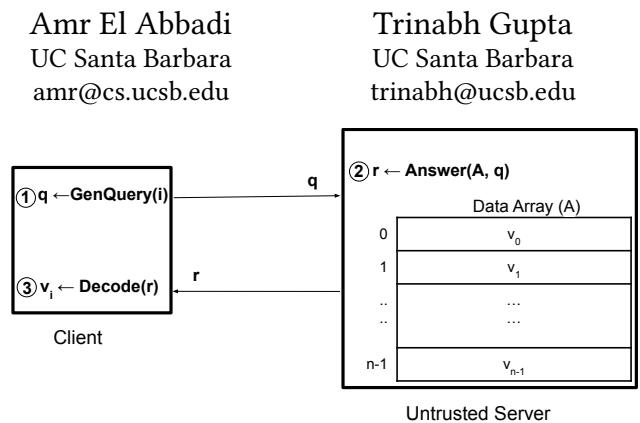 Amr El Abbadi
UC Santa Barbara
amr@cs.ucsb.edu
Trinabh Gupta
UC Santa Barbara
trinabh@ucsb.edu
① q ←GenQuery(i)
q
② r ← Answer(A, q)
Data Array (A)
0 v0
1 v1
.. ...
.. ...
n-1 vn-1
r
③ vi ← Decode(r)
Client
Untrusted Server